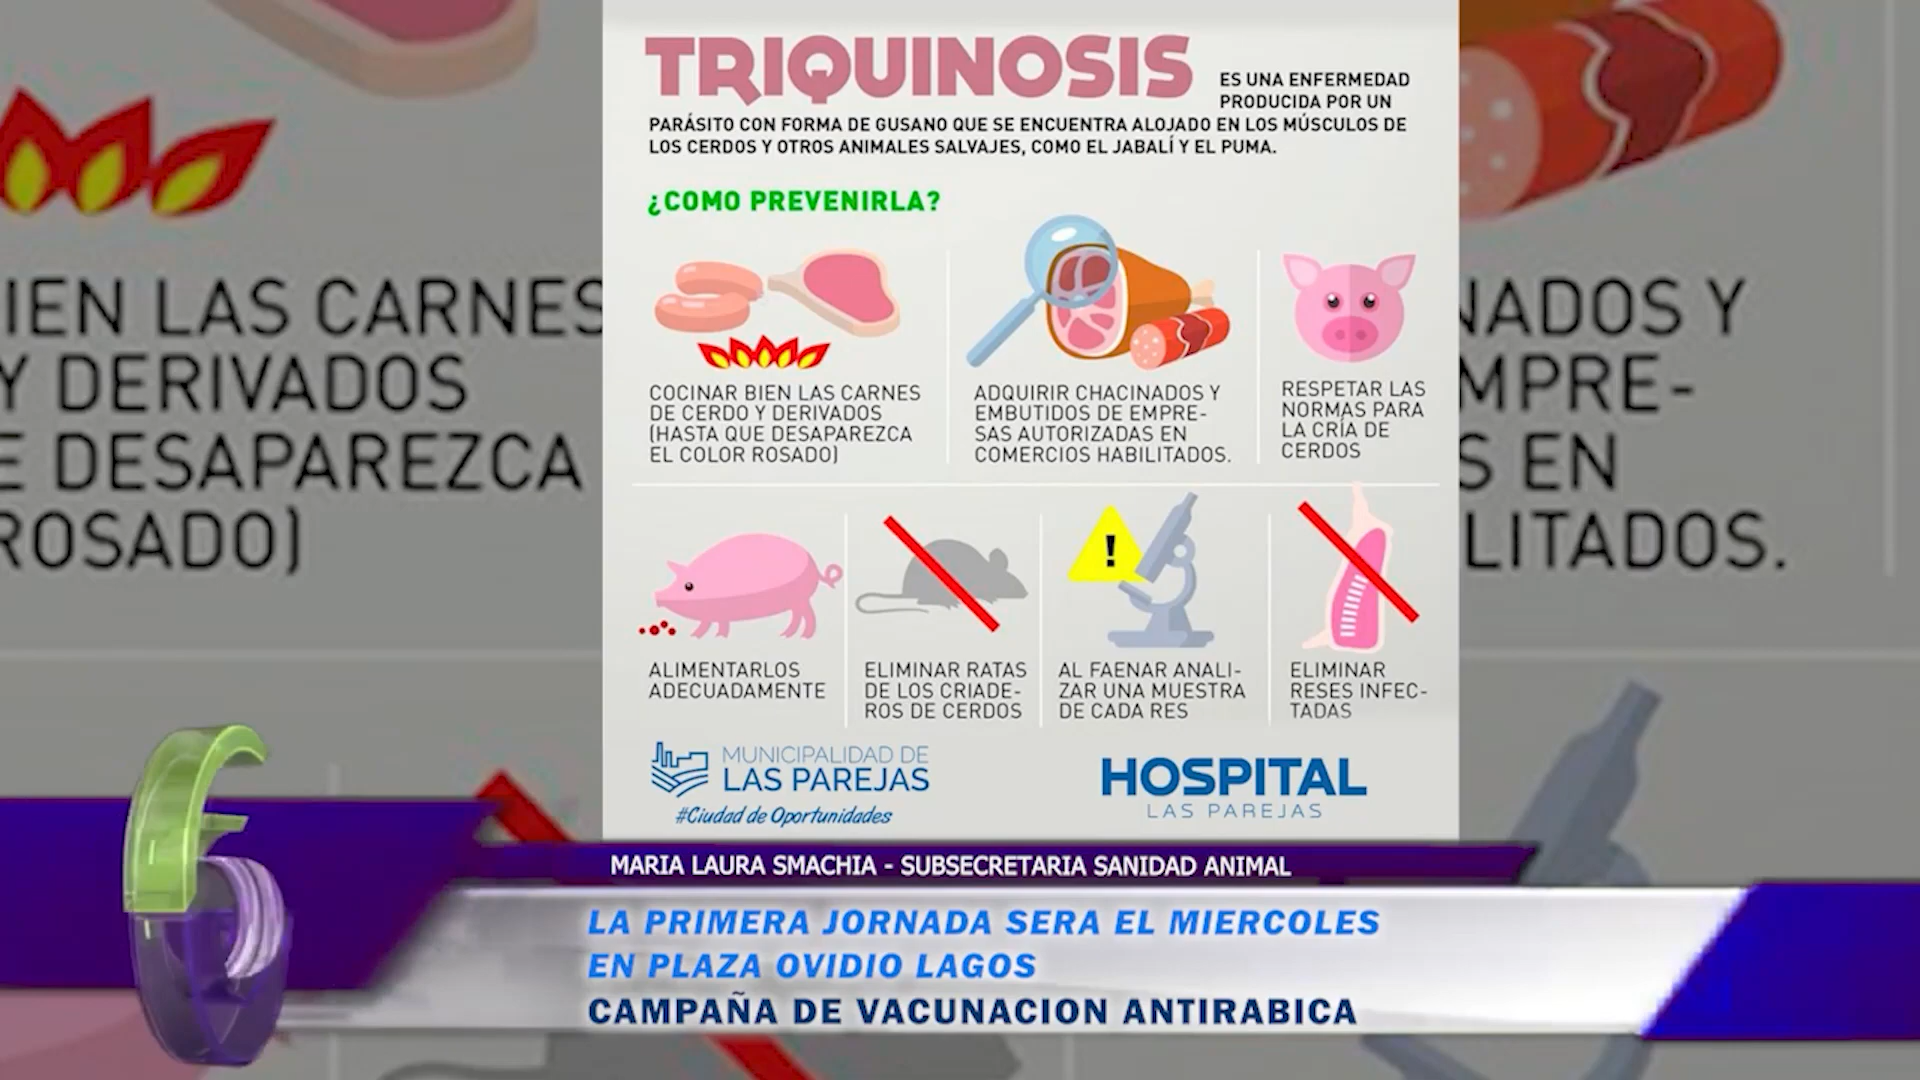 TRIQUINOSIS ES UNA ENFERMEDAD
PRODUCIDA POR UN
PARÁSITO CON FORMA DE GUSANO QUE SE ENCUENTRA ALOJADO EN LOS MÚSCULOS DE
LOS CERDOS Y OTROS ANIMALES SALVAJES, COMO EL JABALÍ Y EL PUMA.
¿COMO PREVENIRLA?
COCINAR BIEN LAS CARNES
DE CERDO Y DERIVADOS
(HASTA QUE DESAPAREZCA
EL COLOR ROSADO)
ADQUIRIR CHACINADOS Y
EMBUTIDOS DE EMPRE-
SAS AUTORIZADAS EN
COMERCIOS HABILITADOS.
RESPETAR LAS
NORMAS PARA
LA CRÍA DE
CERDOS
ALIMENTARLOS
ADECUADAMENTE
ELIMINAR RATAS
DE LOS CRIADE-
ROS DE CERDOS
!
AL FAENAR ANALI-
ZAR UNA MUESTRA
DE CADA RES
ELIMINAR
RESES INFEC-
TADAS
MUNICIPALIDAD DE
LAS PAREJAS
#Ciudad de Oportunidades
HOSPITAL
LAS PAREJAS
IEN LAS CARNES
Y DERIVADOS
E DESAPAREZCA
ROSADO)
NADOS Y
MPRE-
S EN
LITADOS.
MARIA LAURA SMACHIA - SUBSECRETARIA SANIDAD ANIMAL
LA PRIMERA JORNADA SERA EL MIERCOLES
EN PLAZA OVIDIO LAGOS
CAMPAÑA DE VACUNACION ANTIRABICA